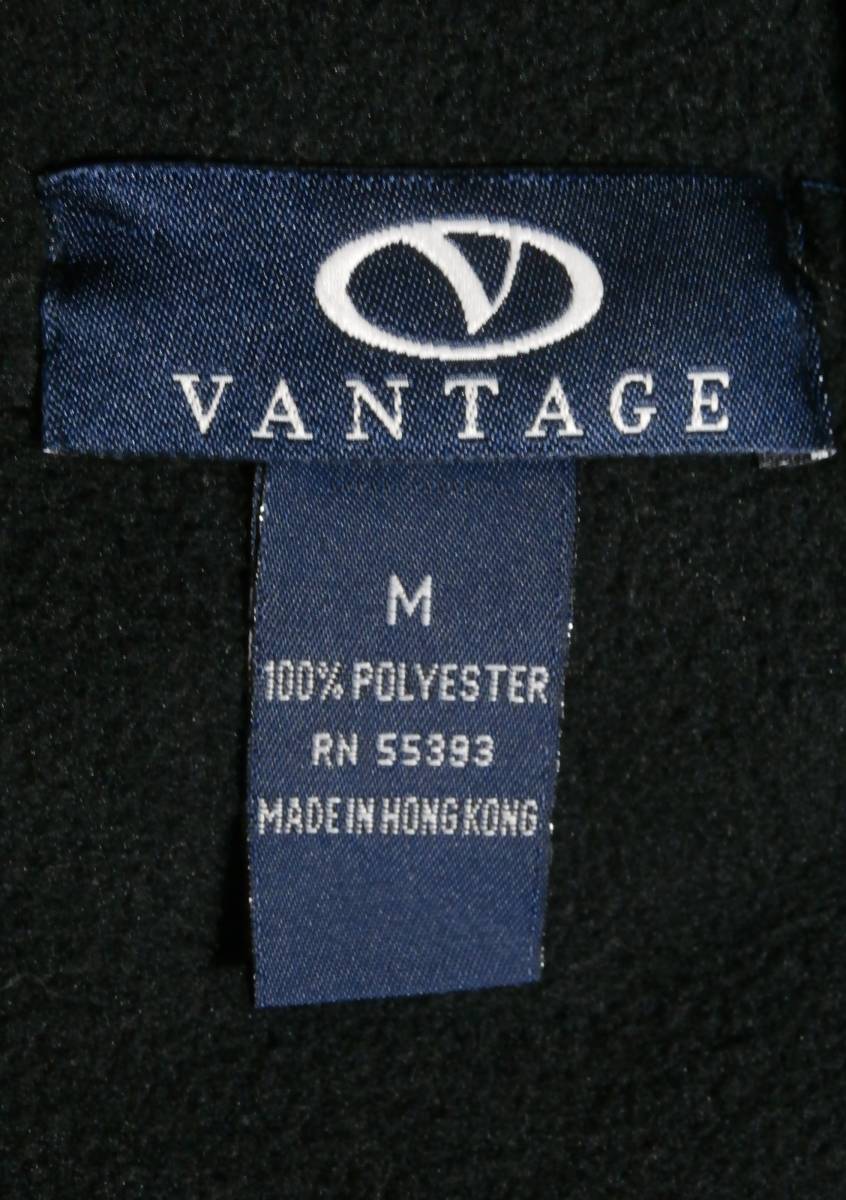 VANTAGE
M
100% POLYESTER
RN 55393
MADE IN HONG KONG